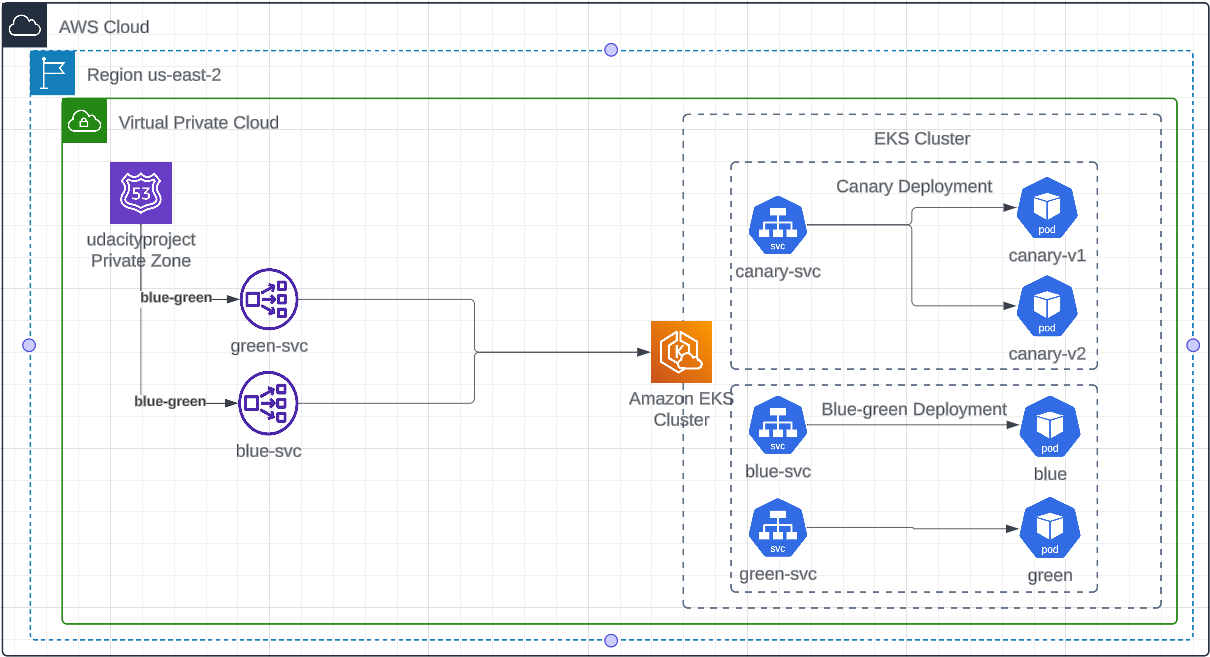 AWS Cloud
Region us-east-2
Virtual Private Cloud
53
udacityproject
Private Zone
blue-green
green-svc
blue-green
blue-svc
K
Amazon EKS
Cluster
EKS Cluster
Canary Deployment
svc
canary-svc
pod
canary-v1
pod
canary-v2
Blue-green Deployment
svc
blue-svc
pod
blue
svc
green-svc
pod
green